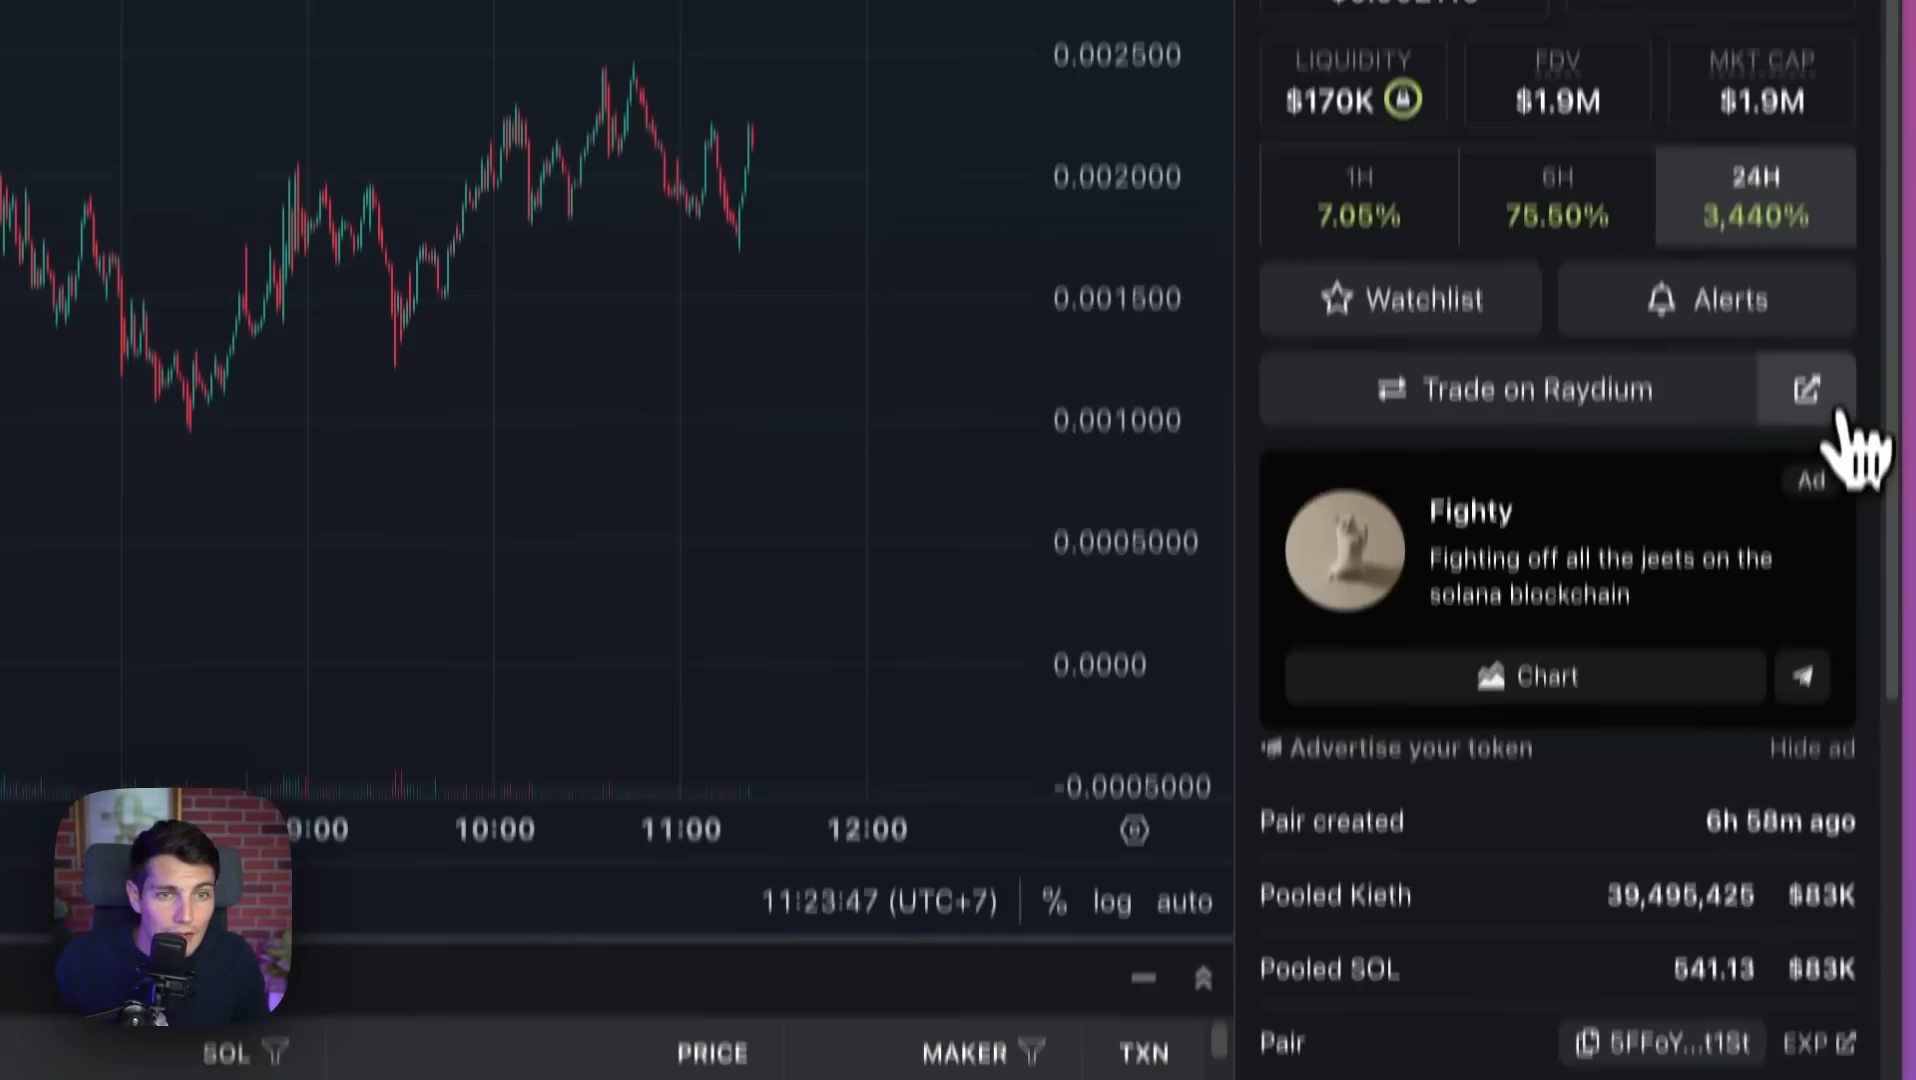 0.002500
0.002000
0.001500
0.001000
0.0005000
0.0000
-0.0005000
10:00
11:00
12:00
11:23:47 (UTC+7)
%
log
auto
SOL
PRICE
MAKER
TXN
LIQUIDITY
$170K
FDV
$1.9M
MKT CAP
$1.9M
1H
7.05%
6H
75.50%
24H
3,440%
Watchlist
Alerts
Trade on Raydium
Ad
Fighty
Fighting off all the jeets on the
solana blockchain
Chart
Advertise your token
Hide ad
Pair created
6h 58m ago
Pooled Kieth
39,495,425 $83K
Pooled SOL
541.13 $83K
Pair
5FFoY...t1St
EXP